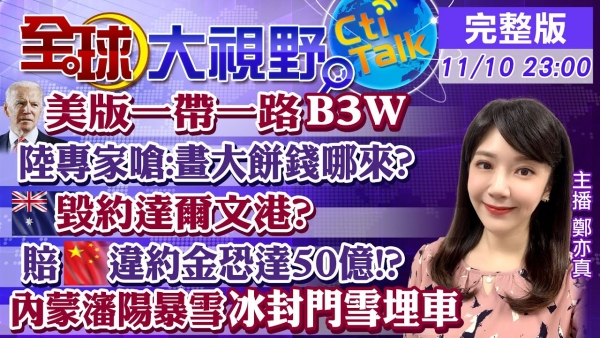 全球大視野
Cti Talk
完整版
11/10 23:00
美版一帶一路B3W
陸專家嗆:畫大餅錢哪來?
毀約達爾文港?
賠違約金恐達50億!?
內蒙瀋陽暴雪冰封門雪埋車
主播 鄭亦真